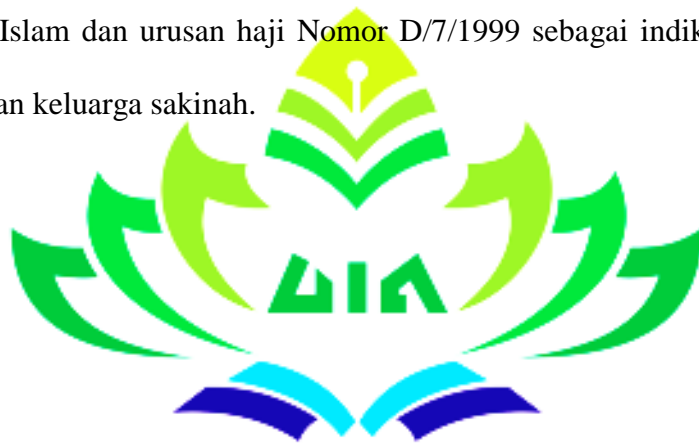 Islam dan urusan haji Nomor D/7/1999 sebagai indik
an keluarga sakinah.
UIN